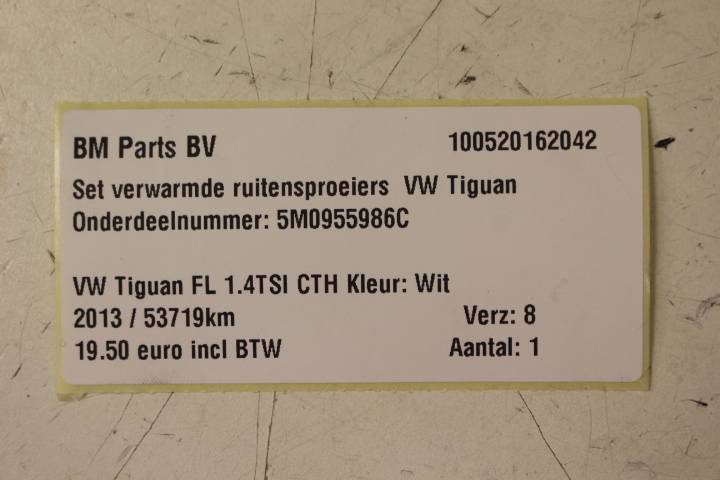 BM Parts BV 100520162042
Set verwarmde ruitensproeiers VW Tiguan
Onderdeelnummer: 5M0955986C
VW Tiguan FL 1.4TSI CTH Kleur: Wit
2013 / 53719km Verz: 8
19.50 euro incl BTW Aantal: 1